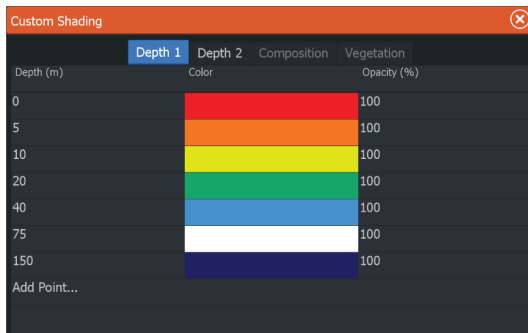 Custom Shading
Depth 1 Depth 2 Composition Vegetation
Depth (m) Color Opacity (%)
0 100
5 100
10 100
20 100
40 100
75 100
150 100
Add Point...